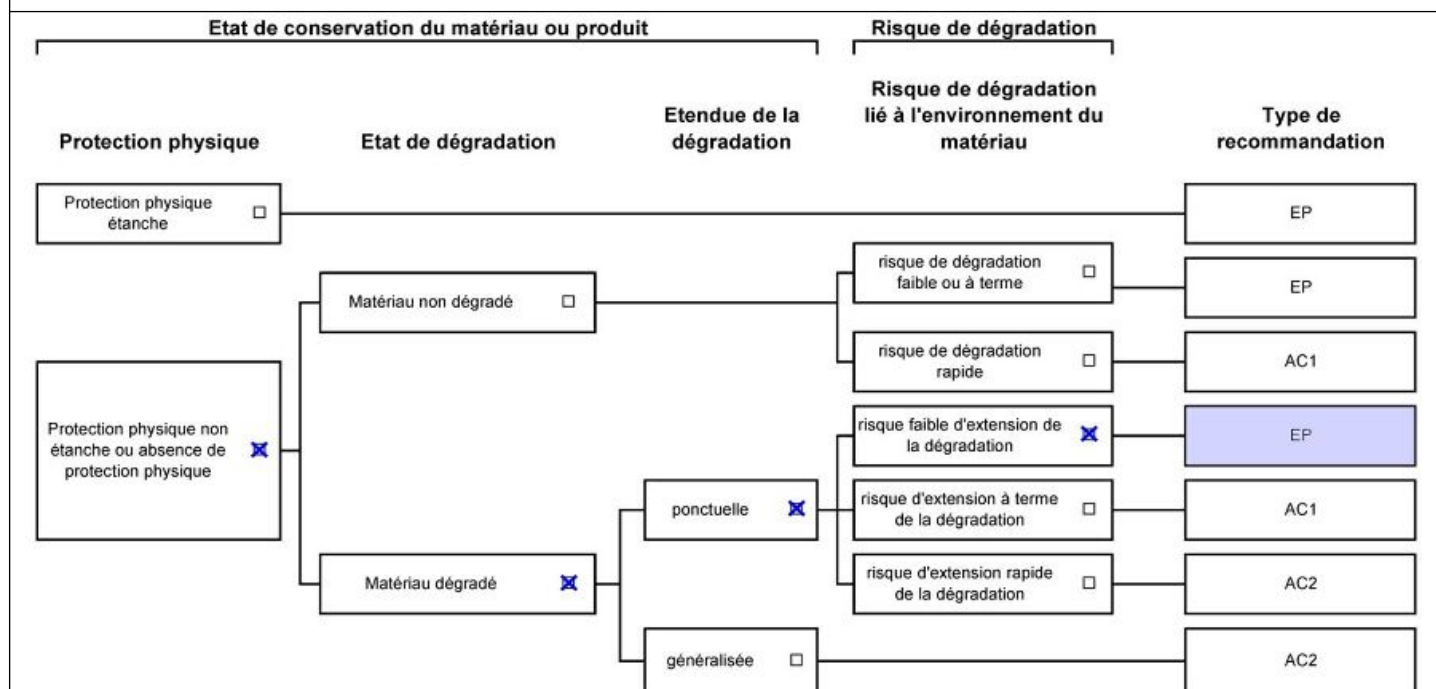 Etat de conservation du matériau ou produit
Risque de dégradation
Protection physique
Etat de dégradation
Etendue de la
dégradation
Risque de dégradation
lié à l'environnement du
matériau
Type de
recommandation
Protection physique
étanche
EP
Matériau non dégradé
risque de dégradation
faible ou à terme
EP
risque de dégradation
rapide
AC1
Protection physique non
étanche ou absence de
protection physique
risque faible d'extension de
la dégradation
EP
ponctuelle
risque d'extension à terme
de la dégradation
AC1
Matériau dégradé
risque d'extension rapide
de la dégradation
AC2
généralisée
AC2